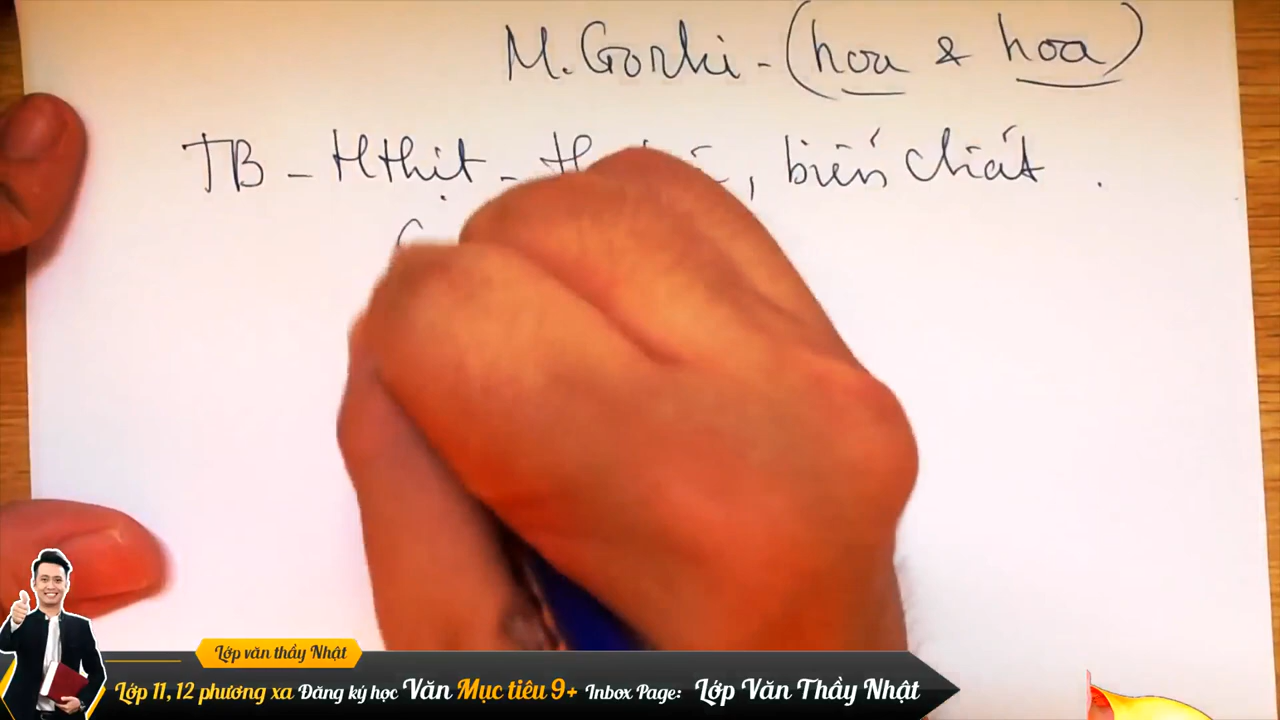 M. Gorki - (hoa & hoa)
TB - Hthịt - , biến chất .
Lớp văn thầy Nhật
Lớp 11, 12 phương xa Đăng ký học Văn Mục tiêu 9+ Inbox Page: Lớp Văn Thầy Nhật